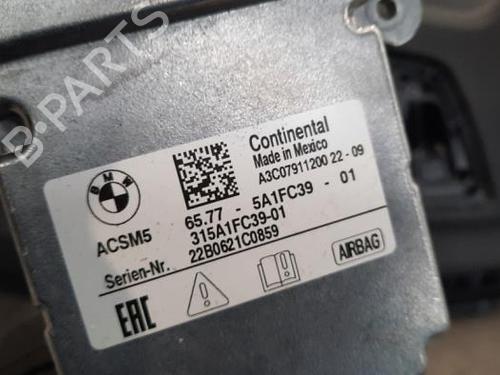 BMW
Continental
Made in Mexico
A3C07911200 22-09
ACSM5
65.77 - 5A1FC39 - 01
315A1FC39-01
Serien-Nr. 22B0621C0859
EAC
AIRBAG
B-PARTS